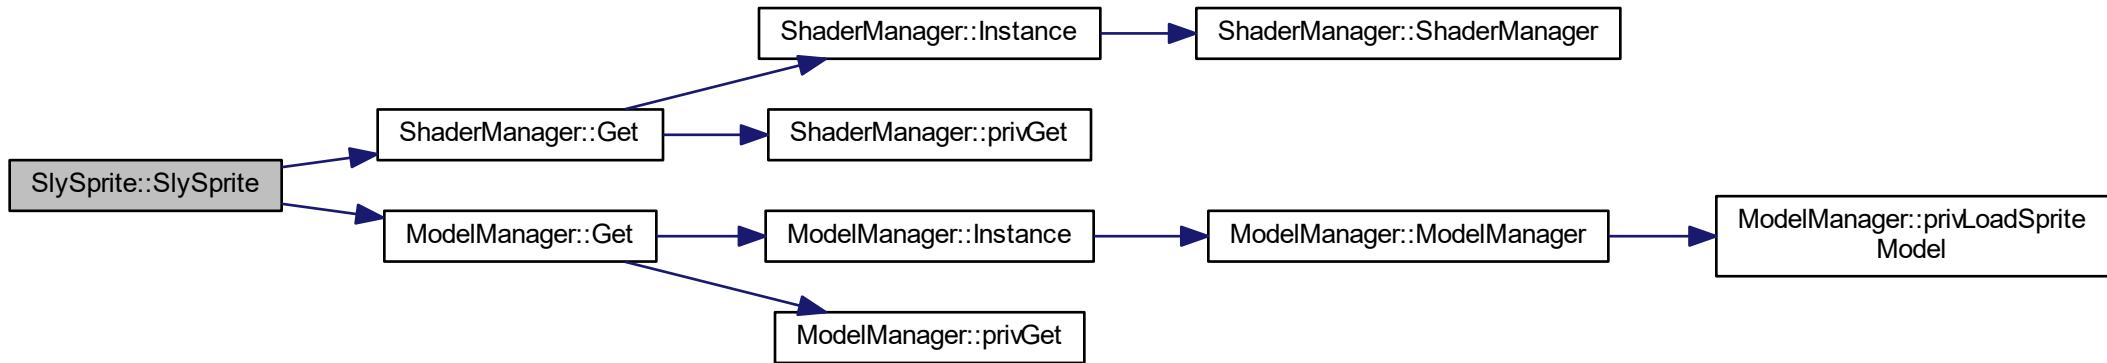 ShaderManager::Instance
ShaderManager::ShaderManager
ShaderManager::Get
ShaderManager::privGet
SlySprite::SlySprite
ModelManager::Get
ModelManager::Instance
ModelManager::ModelManager
ModelManager::privLoadSprite
Model
ModelManager::privGet